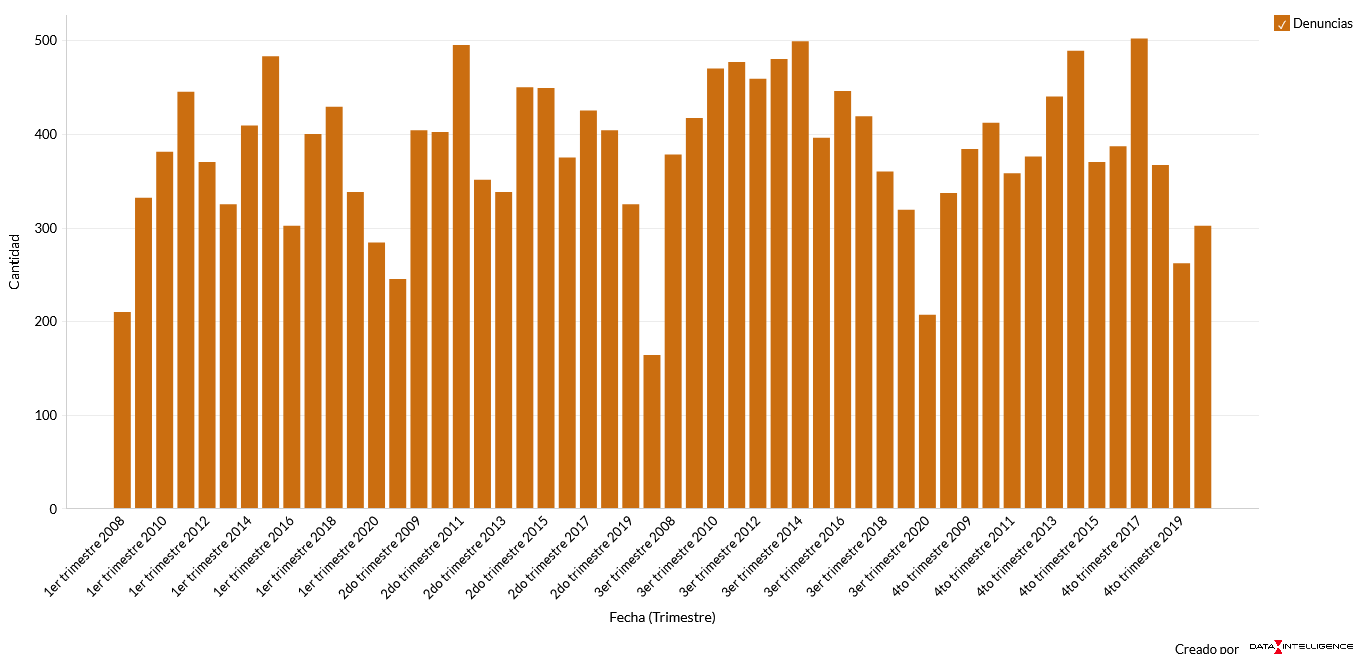 ✓ Denuncias
500
400
300
200
100
0
Cantidad
1er trimestre 2008
1er trimestre 2010
1er trimestre 2012
1er trimestre 2014
1er trimestre 2016
1er trimestre 2018
1er trimestre 2020
2do trimestre 2009
2do trimestre 2011
2do trimestre 2013
2do trimestre 2015
2do trimestre 2017
2do trimestre 2019
3er trimestre 2008
3er trimestre 2010
3er trimestre 2012
3er trimestre 2014
3er trimestre 2016
3er trimestre 2018
3er trimestre 2020
4to trimestre 2009
4to trimestre 2011
4to trimestre 2013
4to trimestre 2015
4to trimestre 2017
4to trimestre 2019
Fecha (Trimestre)
Creado por DATA INTELLIGENCE